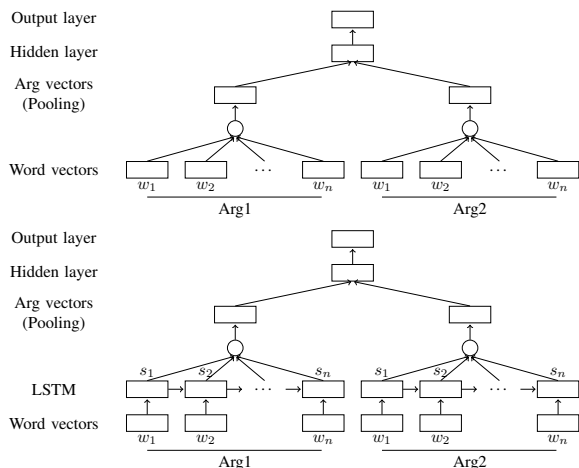 Output layer
Hidden layer
Arg vectors
(Pooling)
Word vectors
w1 w2 ... wn w1 w2 ... wn
Arg1 Arg2
Output layer
Hidden layer
Arg vectors
(Pooling)
s1 s2 sn s1 s2 sn
LSTM ... ...
Word vectors
w1 w2 wn w1 w2 wn
Arg1 Arg2